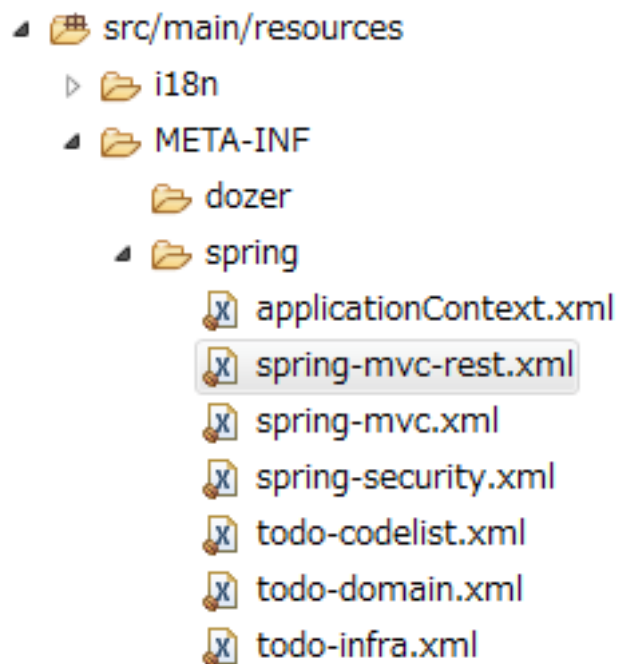 src/main/resources
i18n
META-INF
dozer
spring
applicationContext.xml
spring-mvc-rest.xml
spring-mvc.xml
spring-security.xml
todo-codelist.xml
todo-domain.xml
todo-infra.xml